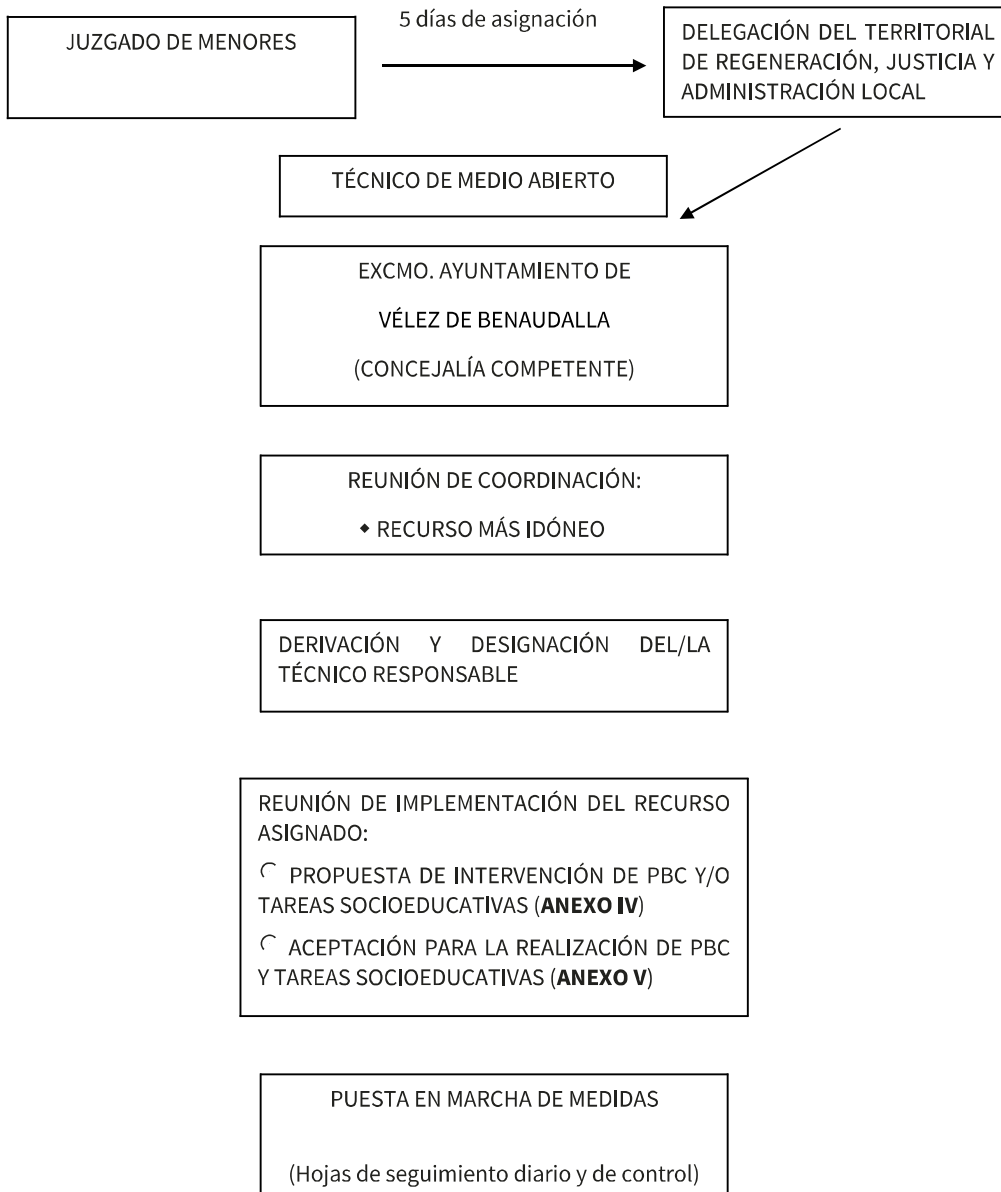 JUZGADO DE MENORES
5 días de asignación
DELEGACIÓN DEL TERRITORIAL
DE REGENERACIÓN, JUSTICIA Y
ADMINISTRACIÓN LOCAL
TÉCNICO DE MEDIO ABIERTO
EXCMO. AYUNTAMIENTO DE
VÉLEZ DE BENAUDALLA
(CONCEJALÍA COMPETENTE)
REUNIÓN DE COORDINACIÓN:
◆ RECURSO MÁS IDÓNEO
DERIVACIÓN Y DESIGNACIÓN DEL/LA
TÉCNICO RESPONSABLE
REUNIÓN DE IMPLEMENTACIÓN DEL RECURSO
ASIGNADO:
PROPUESTA DE INTERVENCIÓN DE PBC Y/O
TAREAS SOCIOEDUCATIVAS (ANEXO IV)
ACEPTACIÓN PARA LA REALIZACIÓN DE PBC
Y TAREAS SOCIOEDUCATIVAS (ANEXO V)
PUESTA EN MARCHA DE MEDIDAS
(Hojas de seguimiento diario y de control)